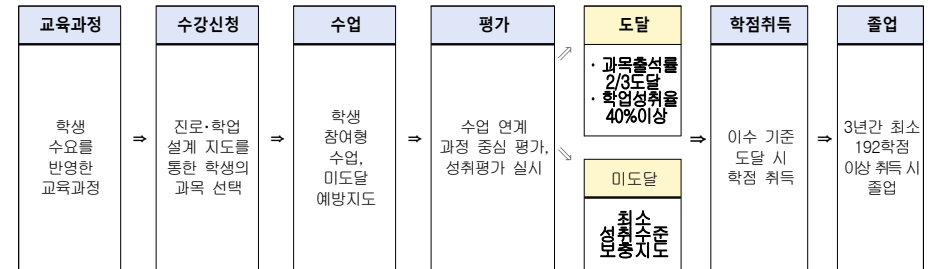 교육과정
학생
수요를
반영한
교육과정
⇒
수강신청
진로·학업
설계 지도를
통한 학생의
과목 선택
⇒
수업
학생
참여형
수업,
미도달
예방지도
⇒
평가
수업 연계
과정 중심 평가,
성취평가 실시
⇗
⇘
도달
· 과목출석률
2/3도달
· 학업성취율
40%이상
미도달
최소
성취수준
보충지도
⇒
학점취득
이수 기준
도달 시
학점 취득
⇒
졸업
3년간 최소
192학점
이상 취득 시
졸업